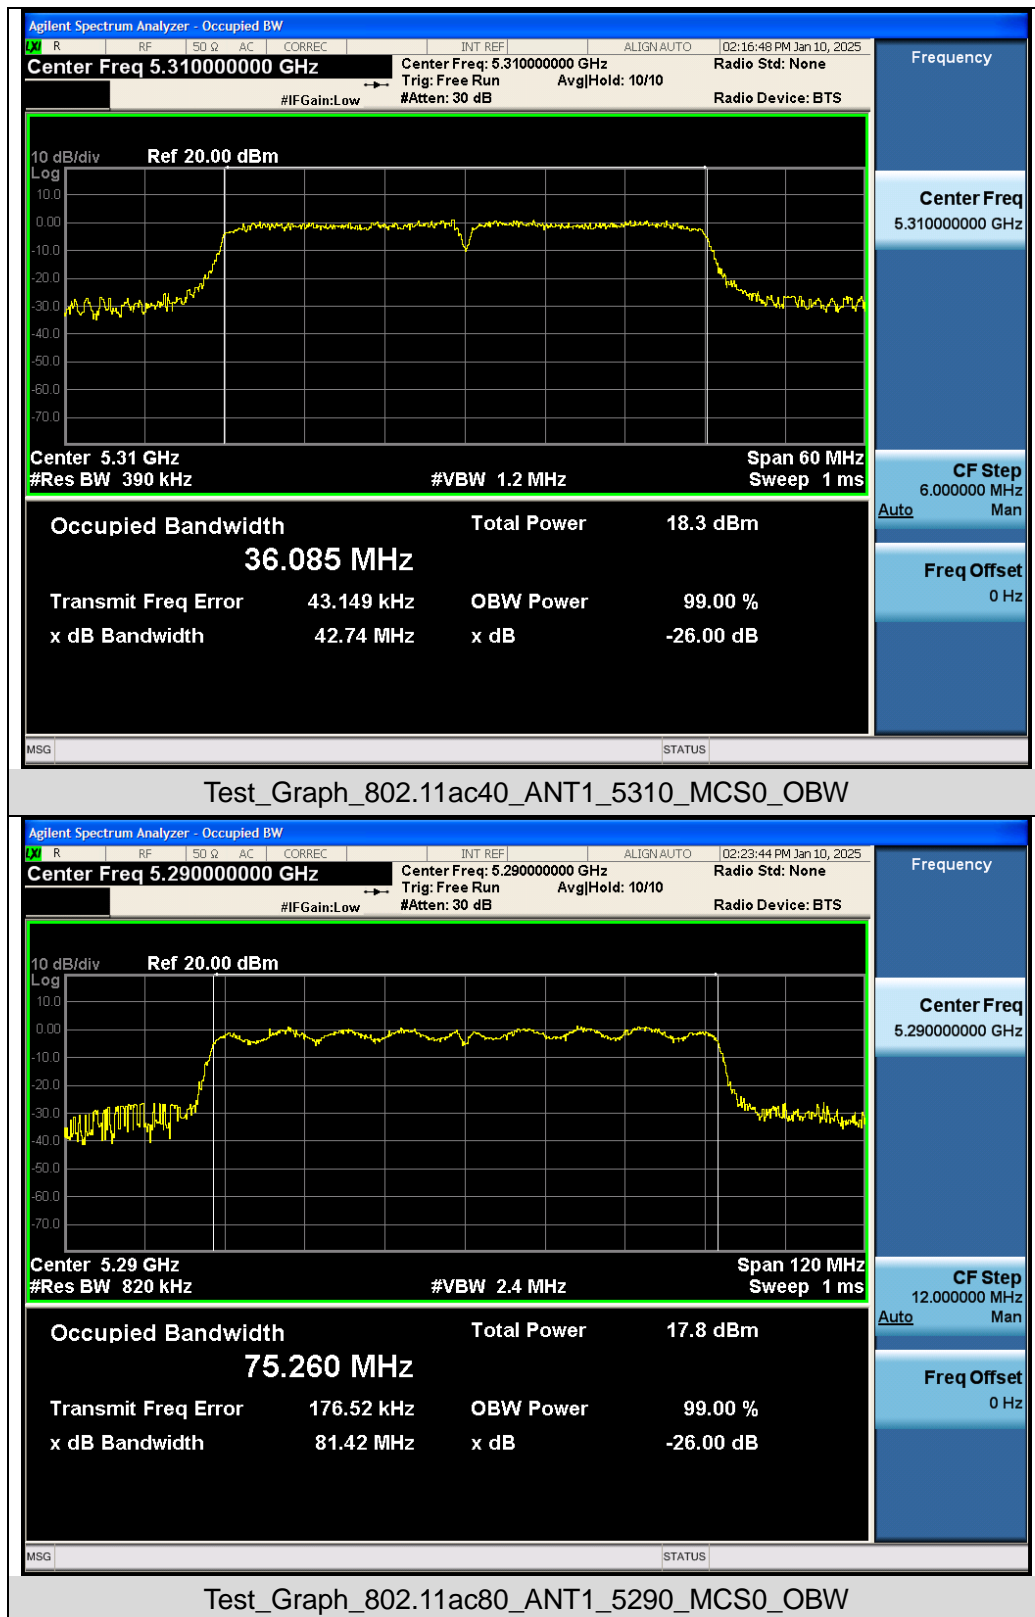 Agilent Spectrum Analyzer - Occupied BW
LXI R RF 50 Ω AC CORREC INT REF ALIGN AUTO 02:16:48 PM Jan 10, 2025
Center Freq 5.310000000 GHz
Center Freq: 5.310000000 GHz Radio Std: None
Trig: Free Run Avg|Hold: 10/10
#IFGain:Low #Atten: 30 dB Radio Device: BTS
Frequency
10 dB/div Ref 20.00 dBm
Log
10.0
0.00
-10.0
-20.0
-30.0
-40.0
-50.0
-60.0
-70.0
Center 5.31 GHz Span 60 MHz
#Res BW 390 kHz #VBW 1.2 MHz Sweep 1 ms
Center Freq
5.310000000 GHz
CF Step
6.000000 MHz
Auto Man
Freq Offset
0 Hz
Occupied Bandwidth Total Power 18.3 dBm
36.085 MHz
Transmit Freq Error 43.149 kHz OBW Power 99.00 %
x dB Bandwidth 42.74 MHz x dB -26.00 dB
MSG STATUS
Test_Graph_802.11ac40_ANT1_5310_MCS0_OBW
Agilent Spectrum Analyzer - Occupied BW
LXI R RF 50 Ω AC CORREC INT REF ALIGN AUTO 02:23:44 PM Jan 10, 2025
Center Freq 5.290000000 GHz
Center Freq: 5.290000000 GHz Radio Std: None
Trig: Free Run Avg|Hold: 10/10
#IFGain:Low #Atten: 30 dB Radio Device: BTS
Frequency
10 dB/div Ref 20.00 dBm
Log
10.0
0.00
-10.0
-20.0
-30.0
-40.0
-50.0
-60.0
-70.0
Center 5.29 GHz Span 120 MHz
#Res BW 820 kHz #VBW 2.4 MHz Sweep 1 ms
Center Freq
5.290000000 GHz
CF Step
12.000000 MHz
Auto Man
Freq Offset
0 Hz
Occupied Bandwidth Total Power 17.8 dBm
75.260 MHz
Transmit Freq Error 176.52 kHz OBW Power 99.00 %
x dB Bandwidth 81.42 MHz x dB -26.00 dB
MSG STATUS
Test_Graph_802.11ac80_ANT1_5290_MCS0_OBW